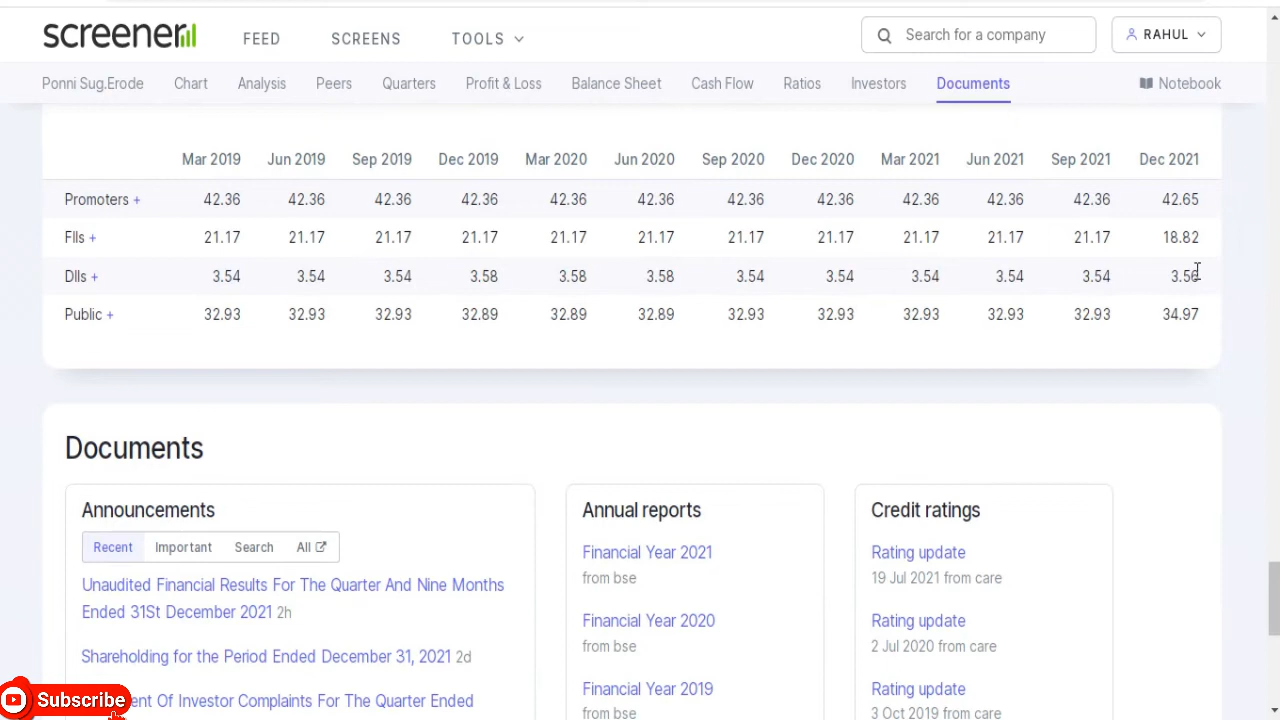 screener FEED SCREENS TOOLS Search for a company RAHUL
Ponni Sug.Erode Chart Analysis Peers Quarters Profit & Loss Balance Sheet Cash Flow Ratios Investors Documents Notebook
Mar 2019 Jun 2019 Sep 2019 Dec 2019 Mar 2020 Jun 2020 Sep 2020 Dec 2020 Mar 2021 Jun 2021 Sep 2021 Dec 2021
Promoters + 42.36 42.36 42.36 42.36 42.36 42.36 42.36 42.36 42.36 42.36 42.36 42.65
FIIs + 21.17 21.17 21.17 21.17 21.17 21.17 21.17 21.17 21.17 21.17 21.17 18.82
DIIs + 3.54 3.54 3.54 3.58 3.58 3.58 3.54 3.54 3.54 3.54 3.54 3.56
Public + 32.93 32.93 32.93 32.89 32.89 32.89 32.93 32.93 32.93 32.93 32.93 34.97
Documents
Announcements
Recent Important Search All
Unaudited Financial Results For The Quarter And Nine Months
Ended 31St December 2021 2h
Shareholding for the Period Ended December 31, 2021 2d
Of Investor Complaints For The Quarter Ended
Annual reports
Financial Year 2021
from bse
Financial Year 2020
from bse
Financial Year 2019
from bse
Credit ratings
Rating update
19 Jul 2021 from care
Rating update
2 Jul 2020 from care
Rating update
3 Oct 2019 from care
Subscribe